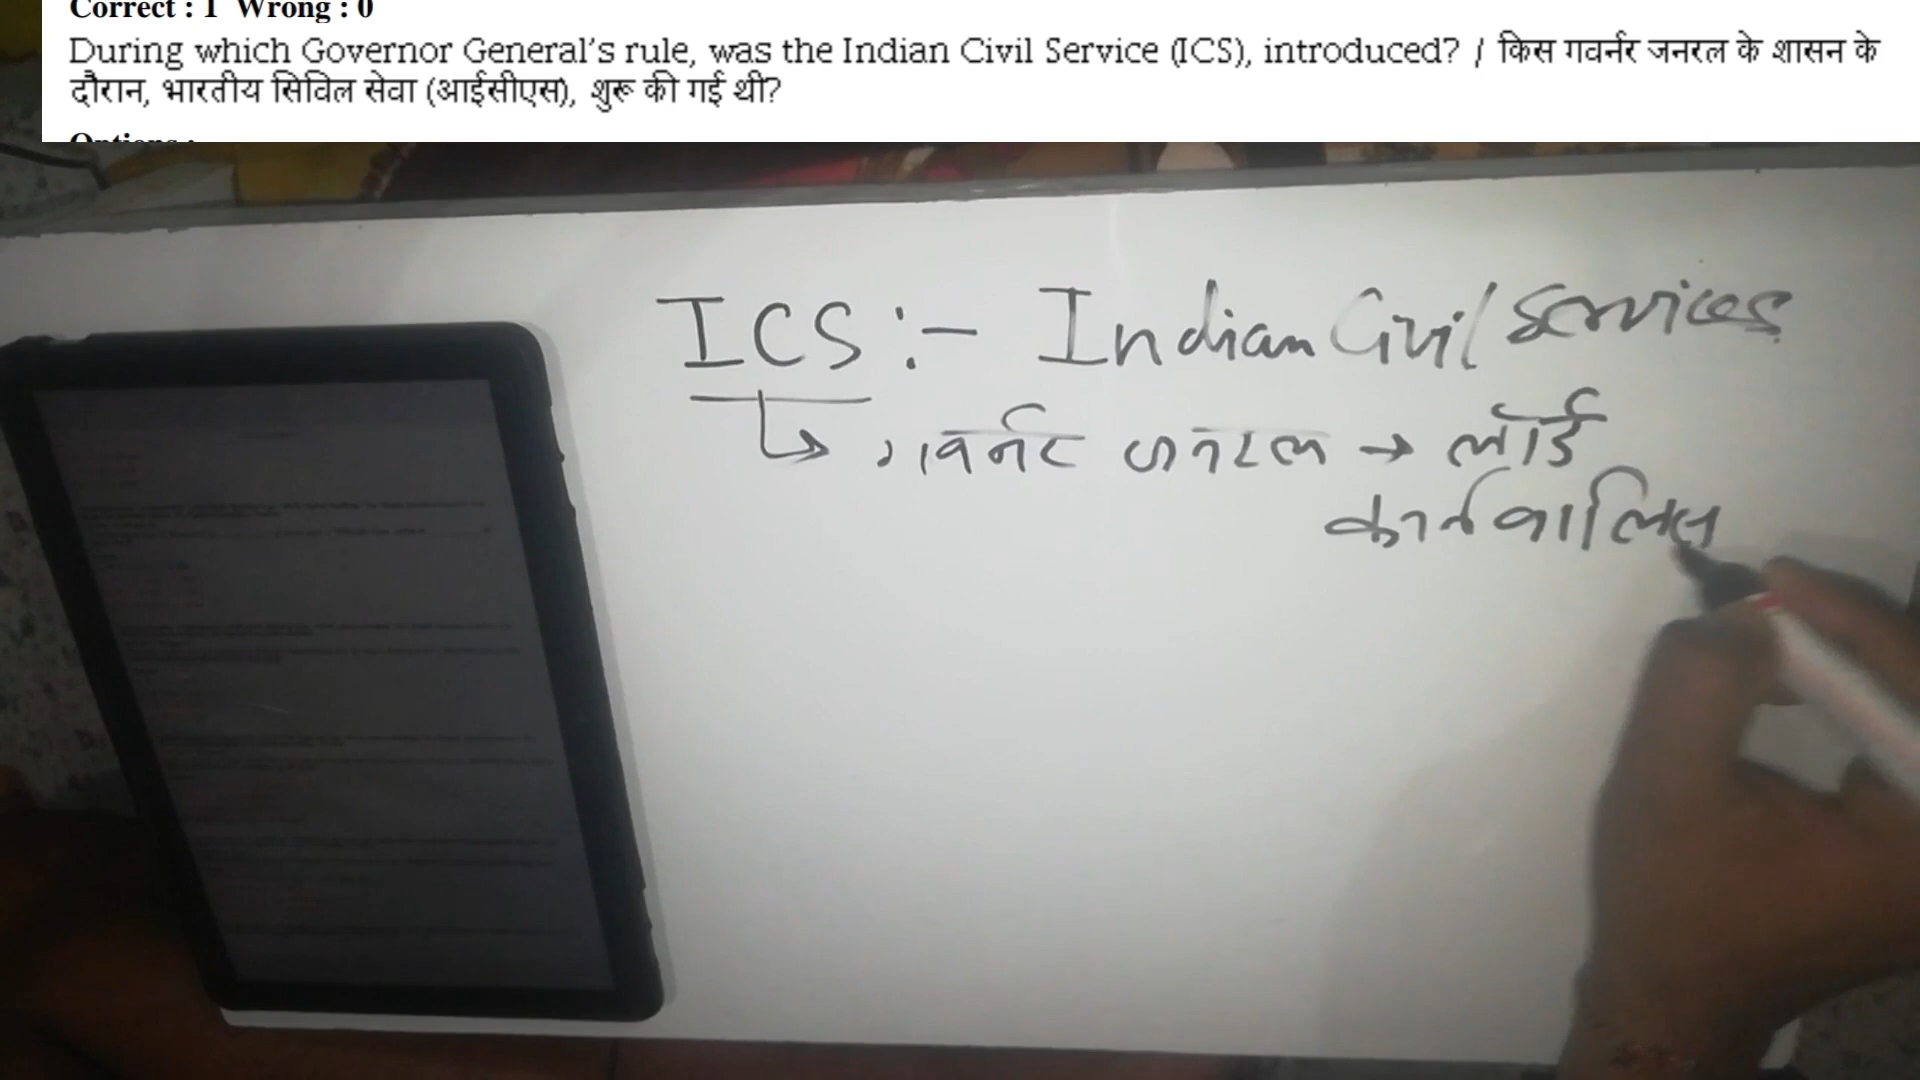 Correct : 1 Wrong : 0
During which Governor General’s rule, was the Indian Civil Service (ICS), introduced? / किस गवर्नर जनरल के शासन के
दौरान, भारतीय सिविल सेवा (आईसीएस), शुरू की गई थी?
Options :
ICS :- Indian Civil Services
↳ गवर्नर जनरल → लॉर्ड
कार्नवालिस